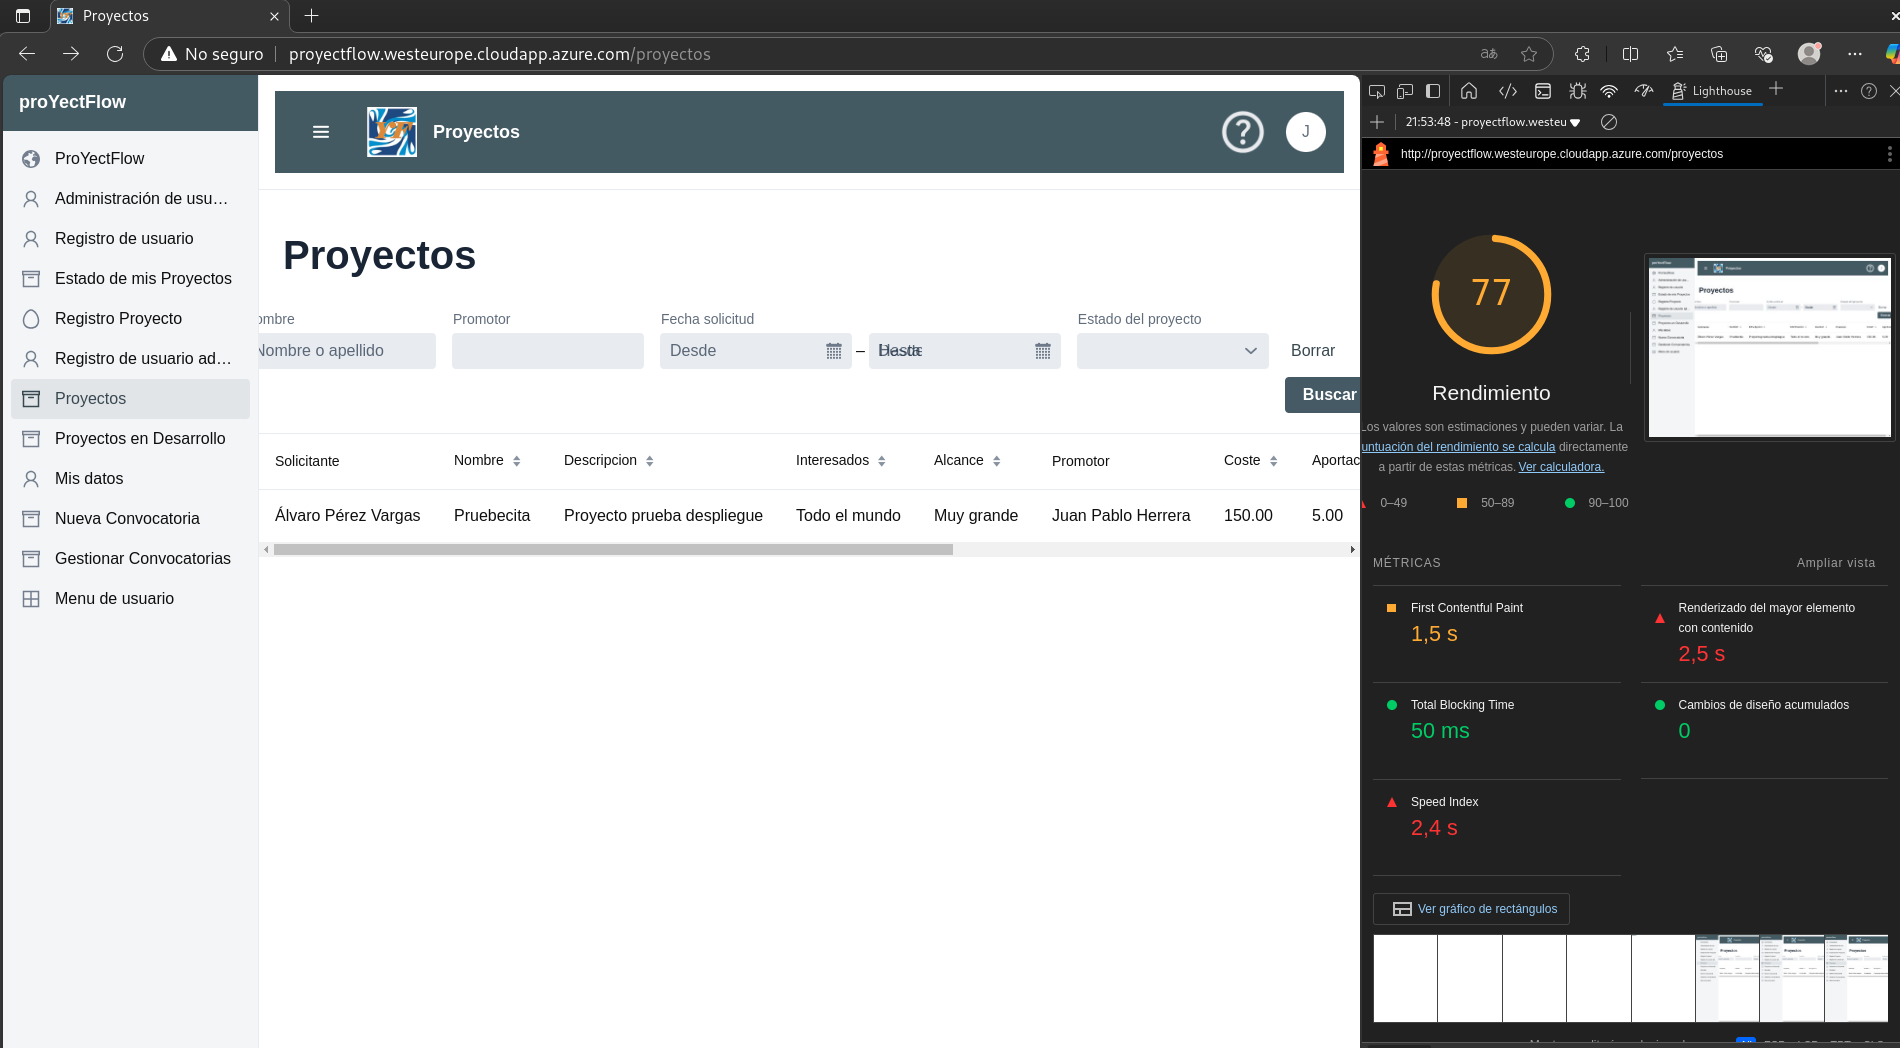 Proyectos
No seguro
proyectflow.westeurope.cloudapp.azure.com/proyectos
proYectFlow
ProYectFlow
Administración de usu…
Registro de usuario
Estado de mis Proyectos
Registro Proyecto
Registro de usuario ad…
Proyectos
Proyectos en Desarrollo
Mis datos
Nueva Convocatoria
Gestionar Convocatorias
Menu de usuario
YF
Proyectos
J
Proyectos
ombre
Promotor
Fecha solicitud
Estado del proyecto
Nombre o apellido
Desde
–
Hasta
Borrar
Buscar
Solicitante
Nombre
Descripcion
Interesados
Alcance
Promotor
Coste
Aportac
Álvaro Pérez Vargas
Pruebecita
Proyecto prueba despliegue
Todo el mundo
Muy grande
Juan Pablo Herrera
150.00
5.00
Lighthouse
21:53:48 - proyectflow.westeu
http://proyectflow.westeurope.cloudapp.azure.com/proyectos
77
Rendimiento
Los valores son estimaciones y pueden variar. La
untuación del rendimiento se calcula directamente
a partir de estas métricas. Ver calculadora.
0–49
50–89
90–100
MÉTRICAS
Ampliar vista
First Contentful Paint
1,5 s
Renderizado del mayor elemento
con contenido
2,5 s
Total Blocking Time
50 ms
Cambios de diseño acumulados
0
Speed Index
2,4 s
Ver gráfico de rectángulos